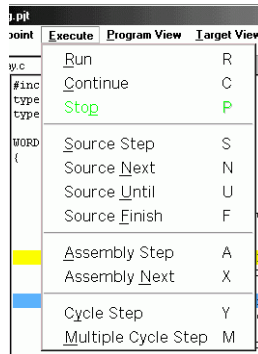 g.pjt
point Execute Program View Target View
ay.c
Run R
#inc
Continue C
type
Stop P
type
WORD
Source Step S
{
Source Next N
Source Until U
Source Finish F
Assembly Step A
Assembly Next X
Cycle Step Y
Multiple Cycle Step M